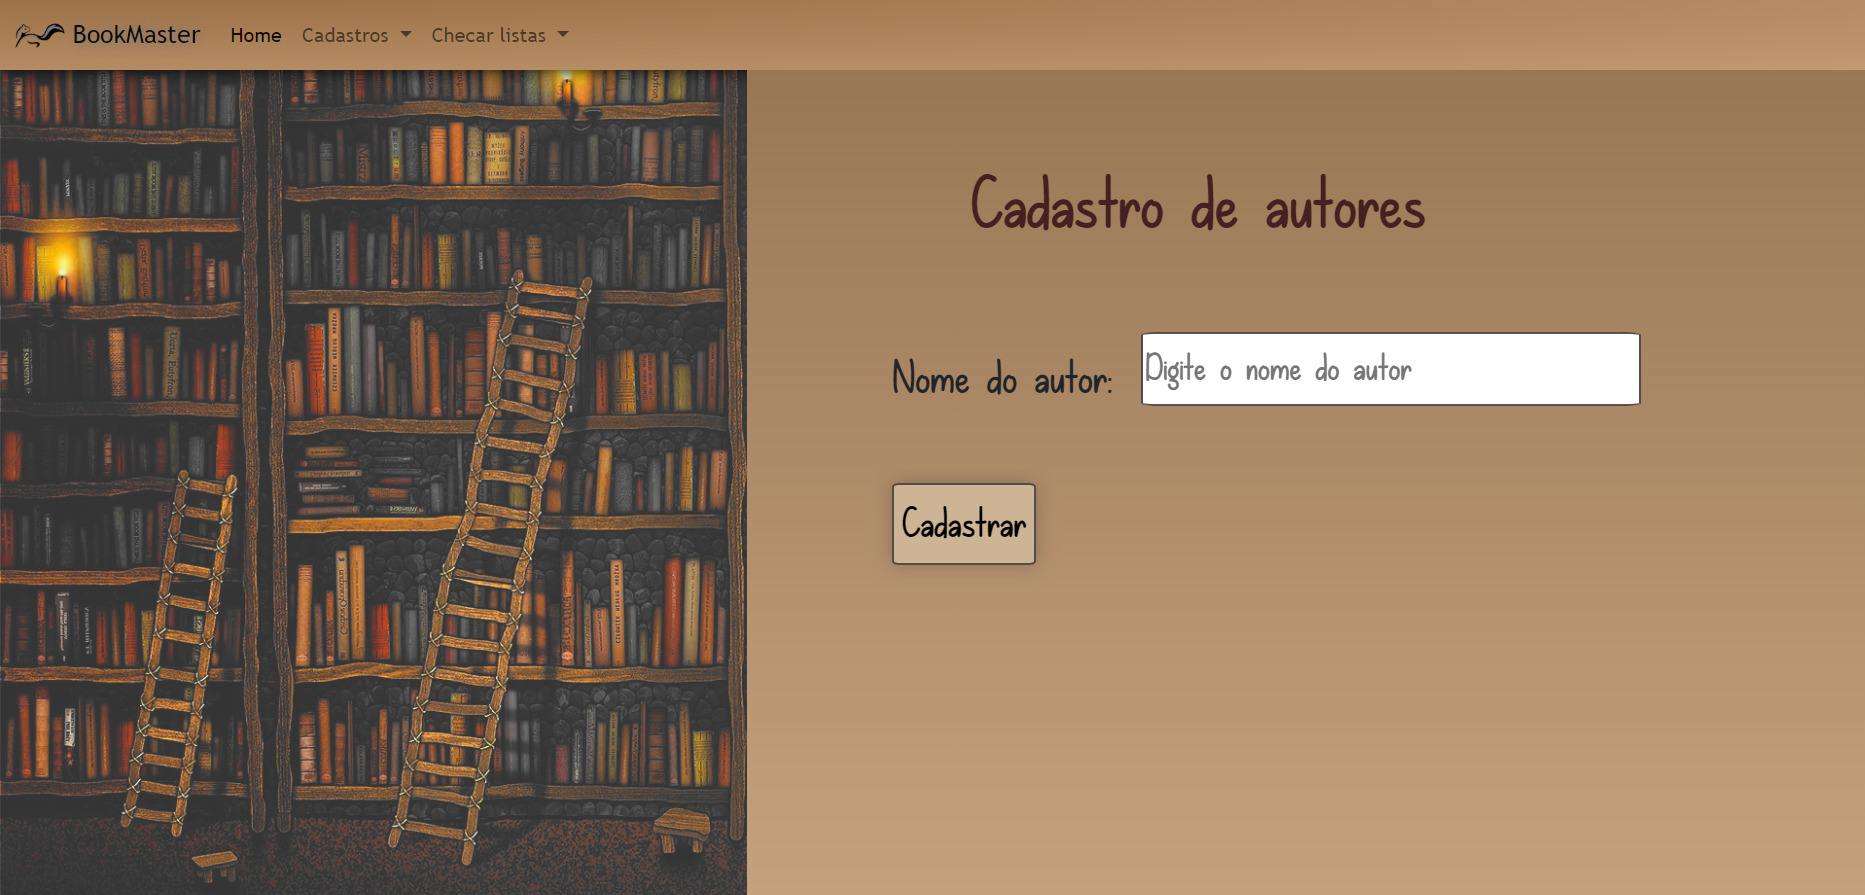 BookMaster Home Cadastros Checar listas
Cadastro de autores
Nome do autor: Digite o nome do autor
Cadastrar